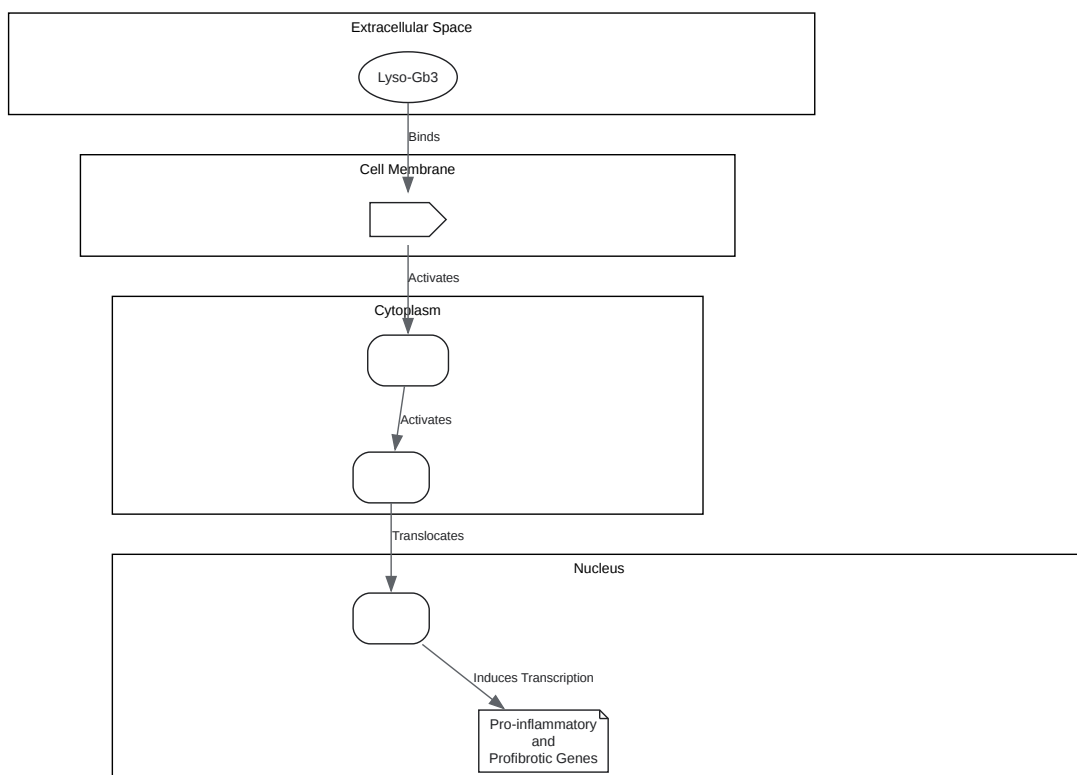 Extracellular Space
Lyso-Gb3
Binds
Cell Membrane
Activates
Cytoplasm
Activates
Translocates
Nucleus
Induces Transcription
Pro-inflammatory
and
Profibrotic Genes